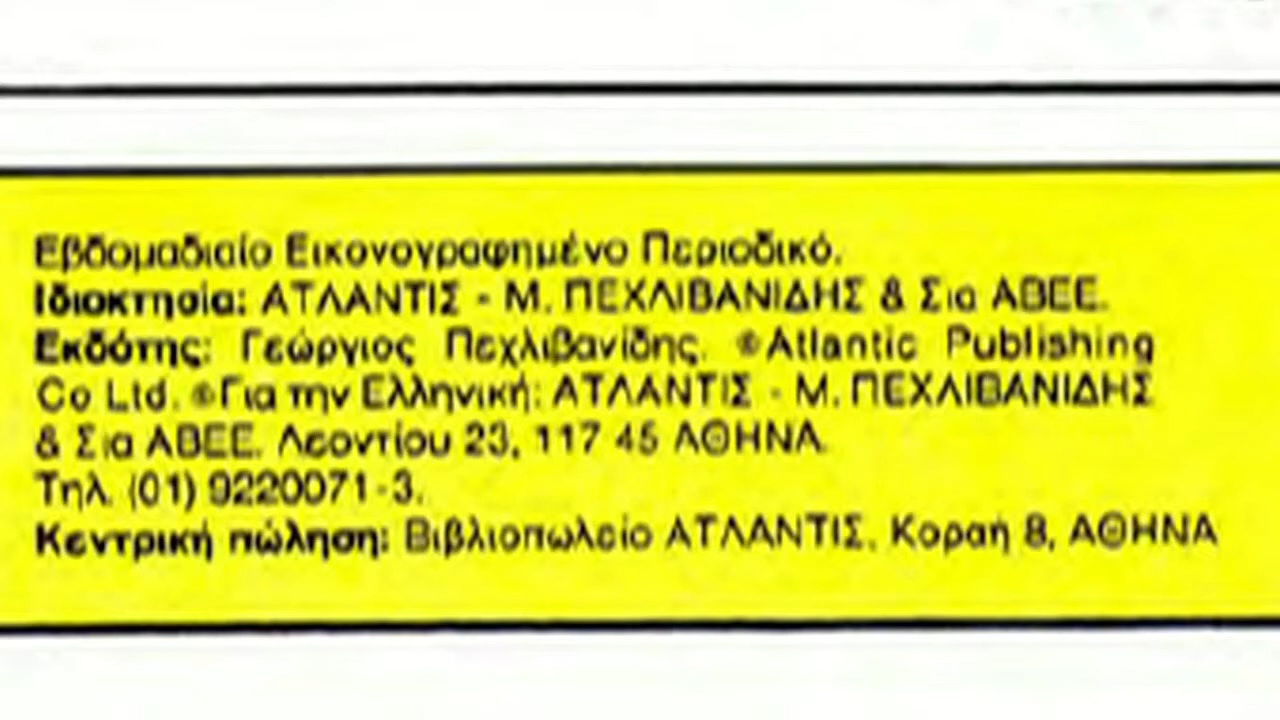 Εβδομαδιαίο Εικονογραφημένο Περιοδικό.
Ιδιοκτησία: ΑΤΛΑΝΤΙΣ - Μ. ΠΕΧΛΙΒΑΝΙΔΗΣ & Σια ΑΒΕΕ.
Εκδότης: Γεώργιος Πεχλιβανίδης. ©Atlantic Publishing
Co Ltd. ©Για την Ελληνική: ΑΤΛΑΝΤΙΣ - Μ. ΠΕΧΛΙΒΑΝΙΔΗΣ
& Σια ΑΒΕΕ. Λεοντίου 23, 117 45 ΑΘΗΝΑ.
Τηλ. (01) 9220071-3.
Κεντρική πώληση: Βιβλιοπωλείο ΑΤΛΑΝΤΙΣ, Κοραή 8, ΑΘΗΝΑ